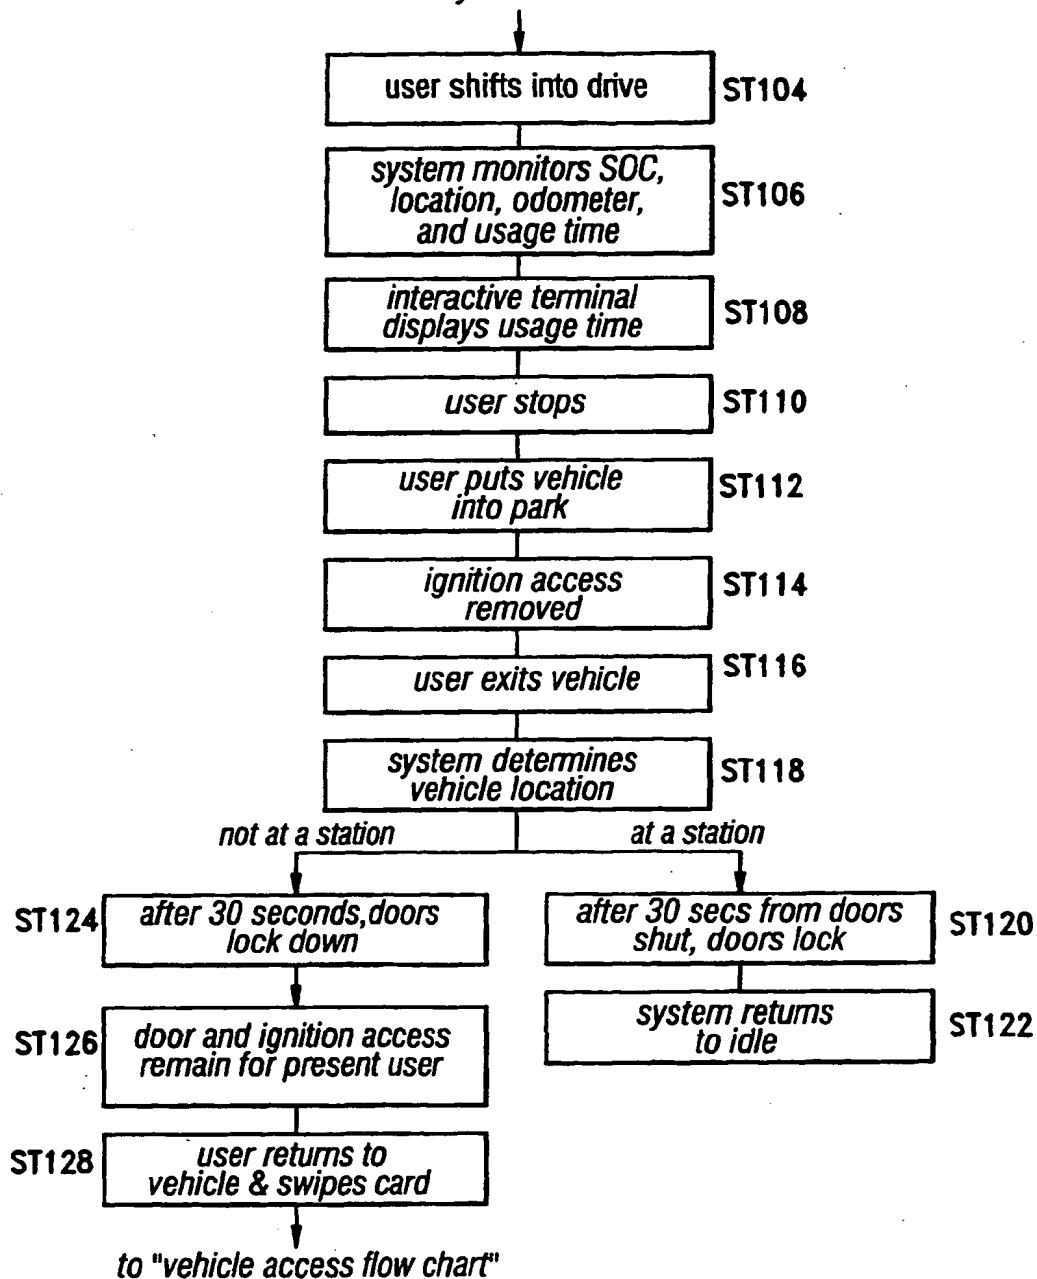 user shifts into drive
ST104
system monitors SOC,
location, odometer,
and usage time
ST106
interactive terminal
displays usage time
ST108
user stops
ST110
user puts vehicle
into park
ST112
ignition access
removed
ST114
user exits vehicle
ST116
system determines
vehicle location
ST118
not at a station
at a station
ST124
after 30 seconds,doors
lock down
after 30 secs from doors
shut, doors lock
ST120
ST126
door and ignition access
remain for present user
system returns
to idle
ST122
ST128
user returns to
vehicle & swipes card
to "vehicle access flow chart"